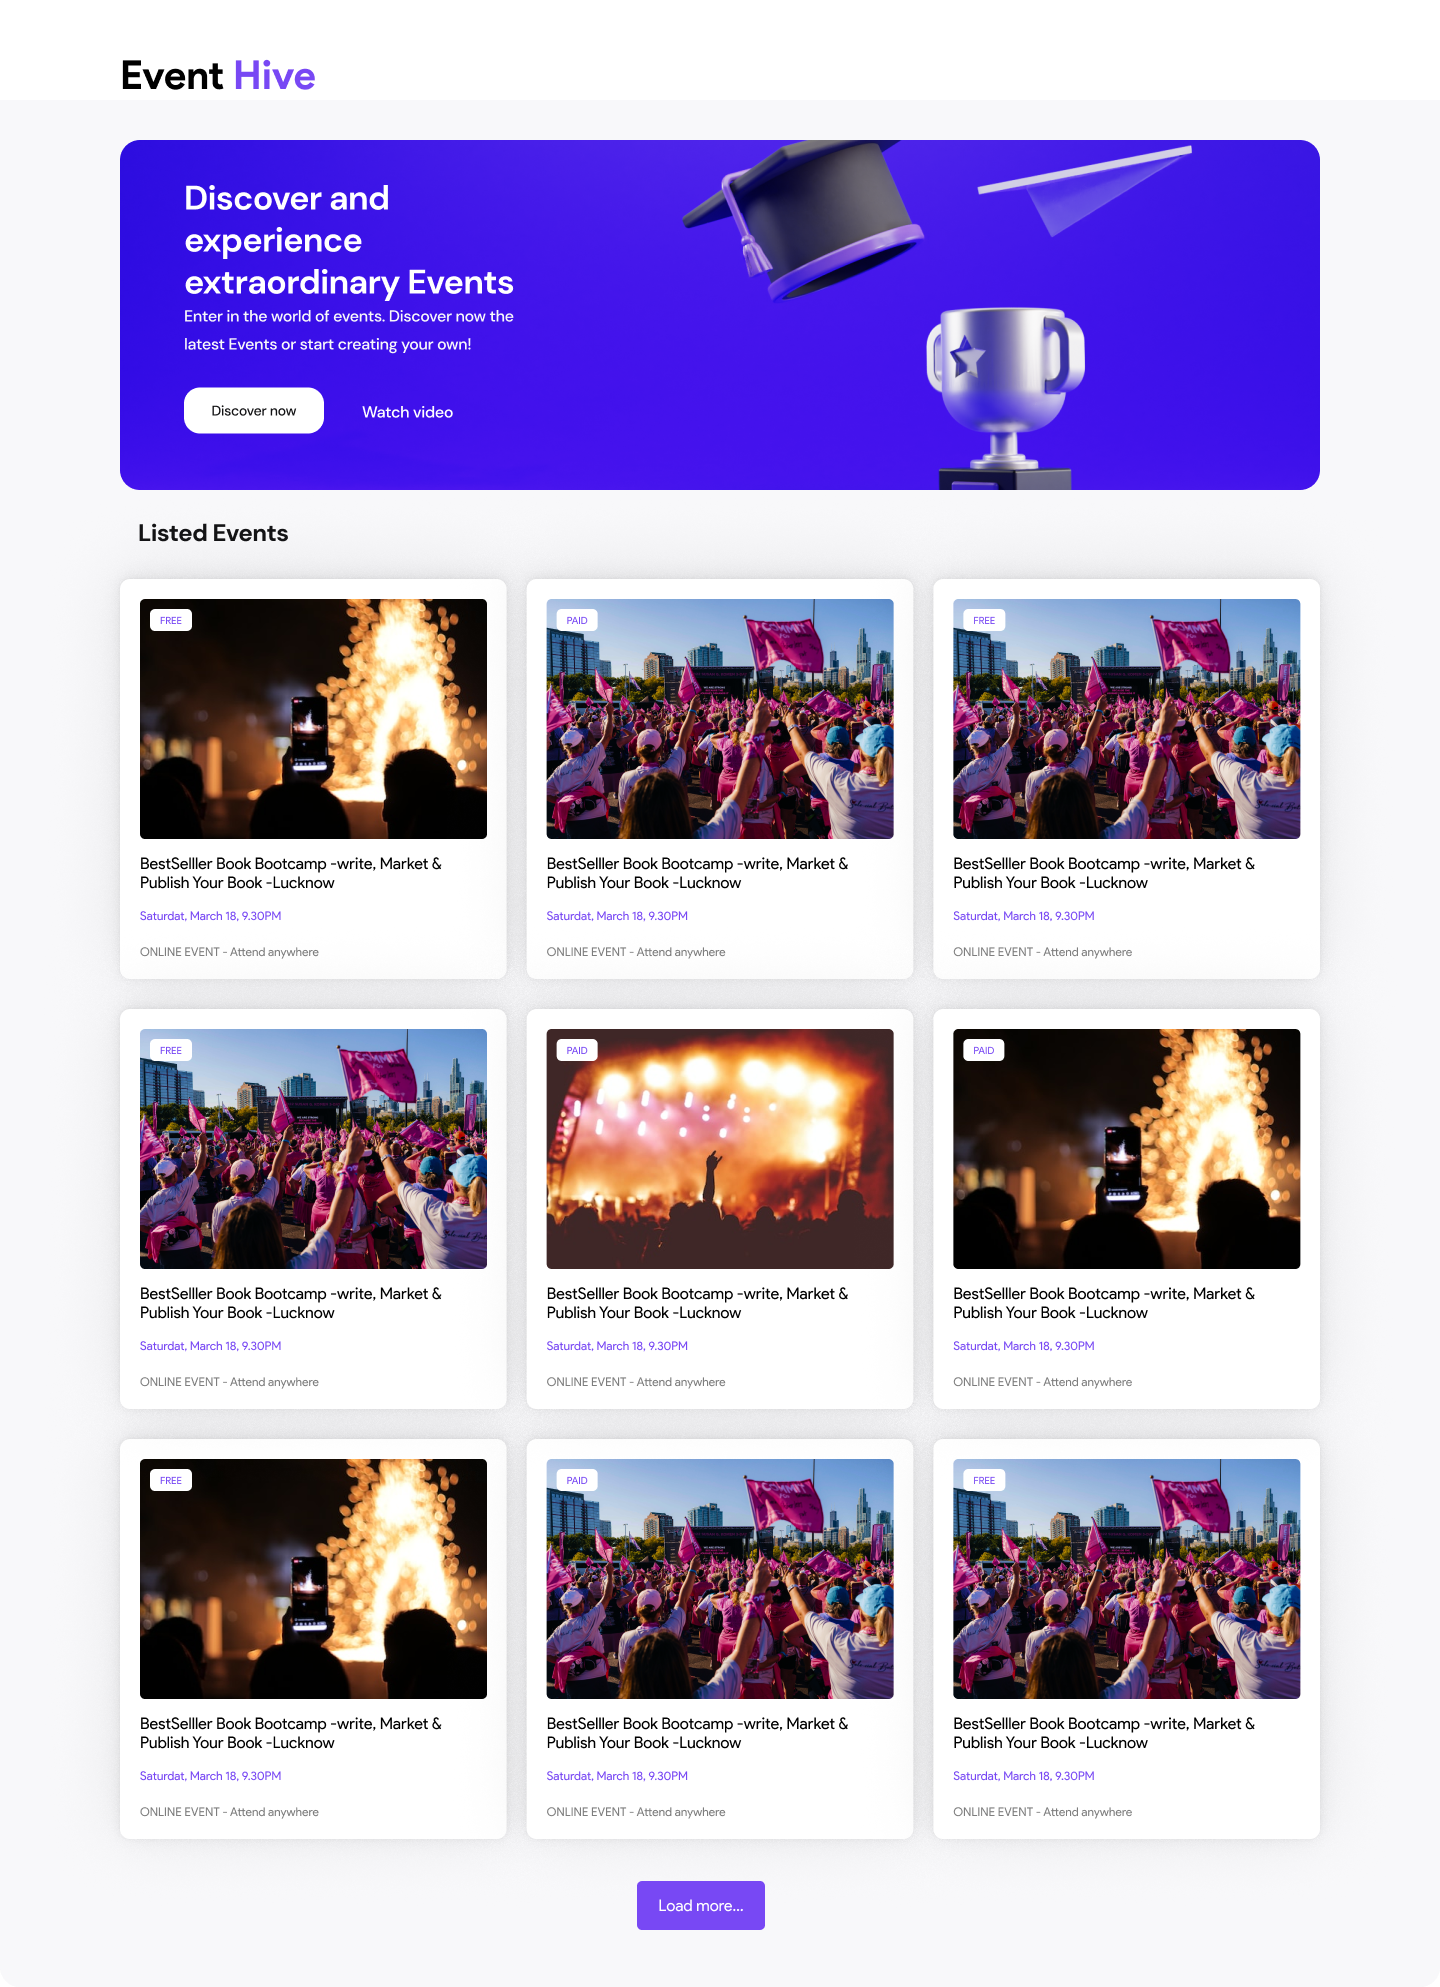 Event Hive
Discover and
experience
extraordinary Events
Enter in the world of events. Discover now the
latest Events or start creating your own!
Discover now
Watch video
Listed Events
FREE
BestSelller Book Bootcamp -write, Market &
Publish Your Book -Lucknow
Saturdat, March 18, 9.30PM
ONLINE EVENT - Attend anywhere
PAID
COMMIT
BestSelller Book Bootcamp -write, Market &
Publish Your Book -Lucknow
Saturdat, March 18, 9.30PM
ONLINE EVENT - Attend anywhere
FREE
COMMIT
BestSelller Book Bootcamp -write, Market &
Publish Your Book -Lucknow
Saturdat, March 18, 9.30PM
ONLINE EVENT - Attend anywhere
FREE
COMMIT
BestSelller Book Bootcamp -write, Market &
Publish Your Book -Lucknow
Saturdat, March 18, 9.30PM
ONLINE EVENT - Attend anywhere
PAID
BestSelller Book Bootcamp -write, Market &
Publish Your Book -Lucknow
Saturdat, March 18, 9.30PM
ONLINE EVENT - Attend anywhere
PAID
BestSelller Book Bootcamp -write, Market &
Publish Your Book -Lucknow
Saturdat, March 18, 9.30PM
ONLINE EVENT - Attend anywhere
FREE
BestSelller Book Bootcamp -write, Market &
Publish Your Book -Lucknow
Saturdat, March 18, 9.30PM
ONLINE EVENT - Attend anywhere
PAID
COMMIT
BestSelller Book Bootcamp -write, Market &
Publish Your Book -Lucknow
Saturdat, March 18, 9.30PM
ONLINE EVENT - Attend anywhere
FREE
COMMIT
BestSelller Book Bootcamp -write, Market &
Publish Your Book -Lucknow
Saturdat, March 18, 9.30PM
ONLINE EVENT - Attend anywhere
Load more...